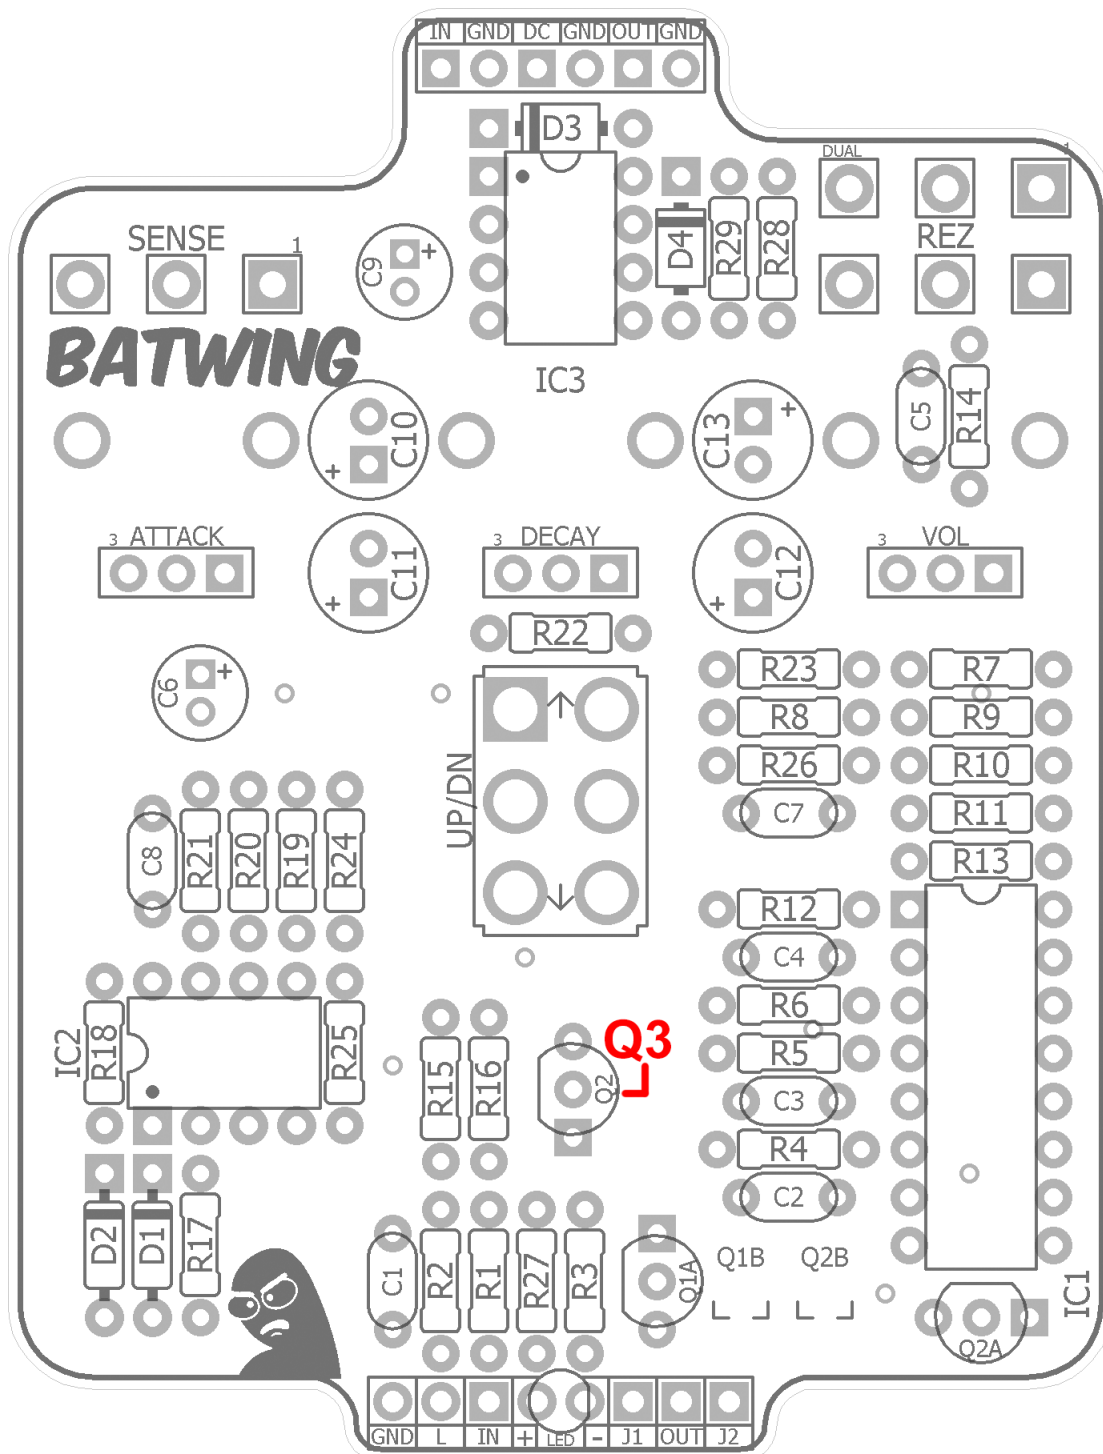 IN GND DC GND OUT GND
D3
DUAL
1
SENSE
1
C9
+
D4
R29
R28
REZ
BATWING
IC3
C10
+
C13
+
C5
R14
3 ATTACK
3 DECAY
3 VOL
C11
+
C12
+
R22
C6
+
R23
R7
R8
R9
R26
R10
C7
R11
UP/DN
R13
C8
R21
R20
R19
R24
R12
C4
R6
IC2
R18
R25
R15
R16
Q3
Q2
R5
C3
R4
C2
D2
D1
R17
C1
R2
R1
R27
R3
Q1A
Q1B
Q2B
IC1
Q2A
GND L IN + LED - J1 OUT J2